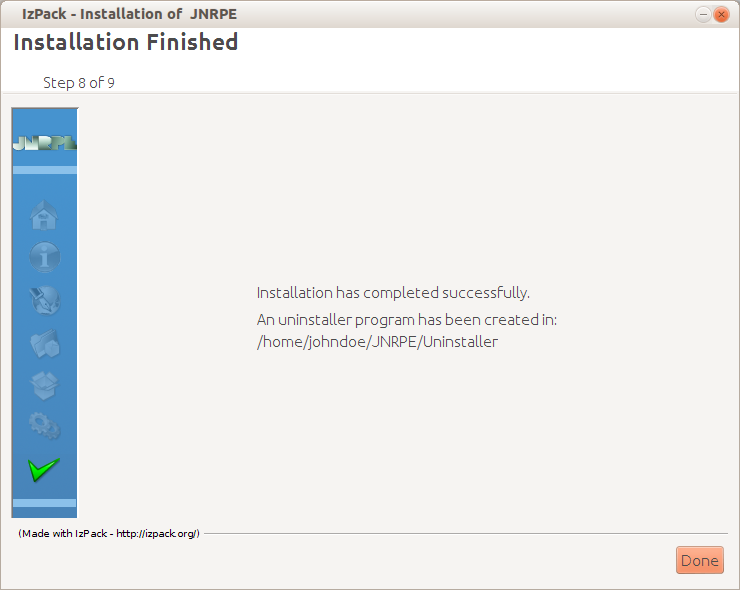 IzPack - Installation of  JNRPE
Installation Finished
Step 8 of 9
JNRPE
Installation has completed successfully.
An uninstaller program has been created in:
/home/johndoe/JNRPE/Uninstaller
(Made with IzPack - http://izpack.org/)
Done